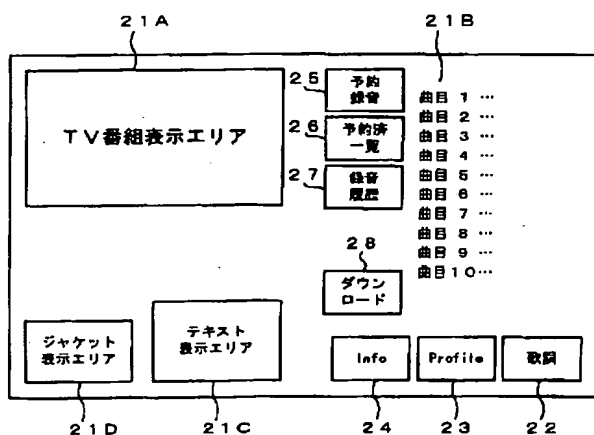 21A
21B
TV番組表示エリア
25
予約
録音
26
予約済
一覧
27
録音
履歴
曲目 1 …
曲目 2 …
曲目 3 …
曲目 4 …
曲目 5 …
曲目 6 …
曲目 7 …
曲目 8 …
曲目 9 …
曲目 10…
28
ダウン
ロード
ジャケット
表示エリア
テキスト
表示エリア
Info
Profite
歌詞
21D
21C
24
23
22